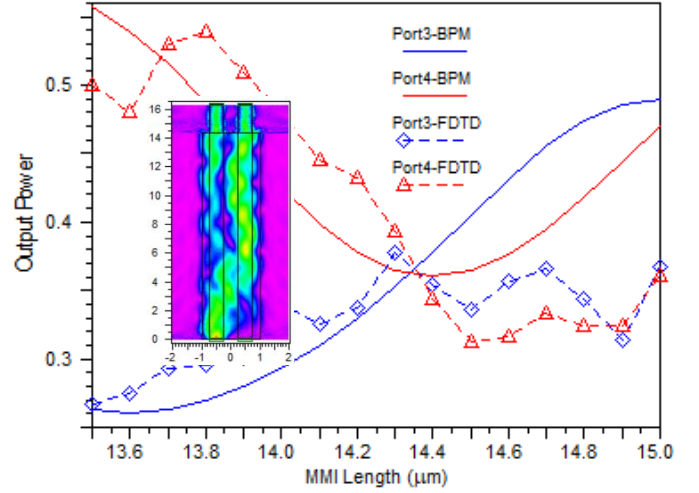 Port3-BPM
0.5
Port4-BPM
16
Port3-FDTD
14
12
Port4-FDTD
Output Power
10
0.4
8
6
4
2
0.3
0
-2 -1 0 1 2
13.6 13.8 14.0 14.2 14.4 14.6 14.8 15.0
MMI Length (μm)